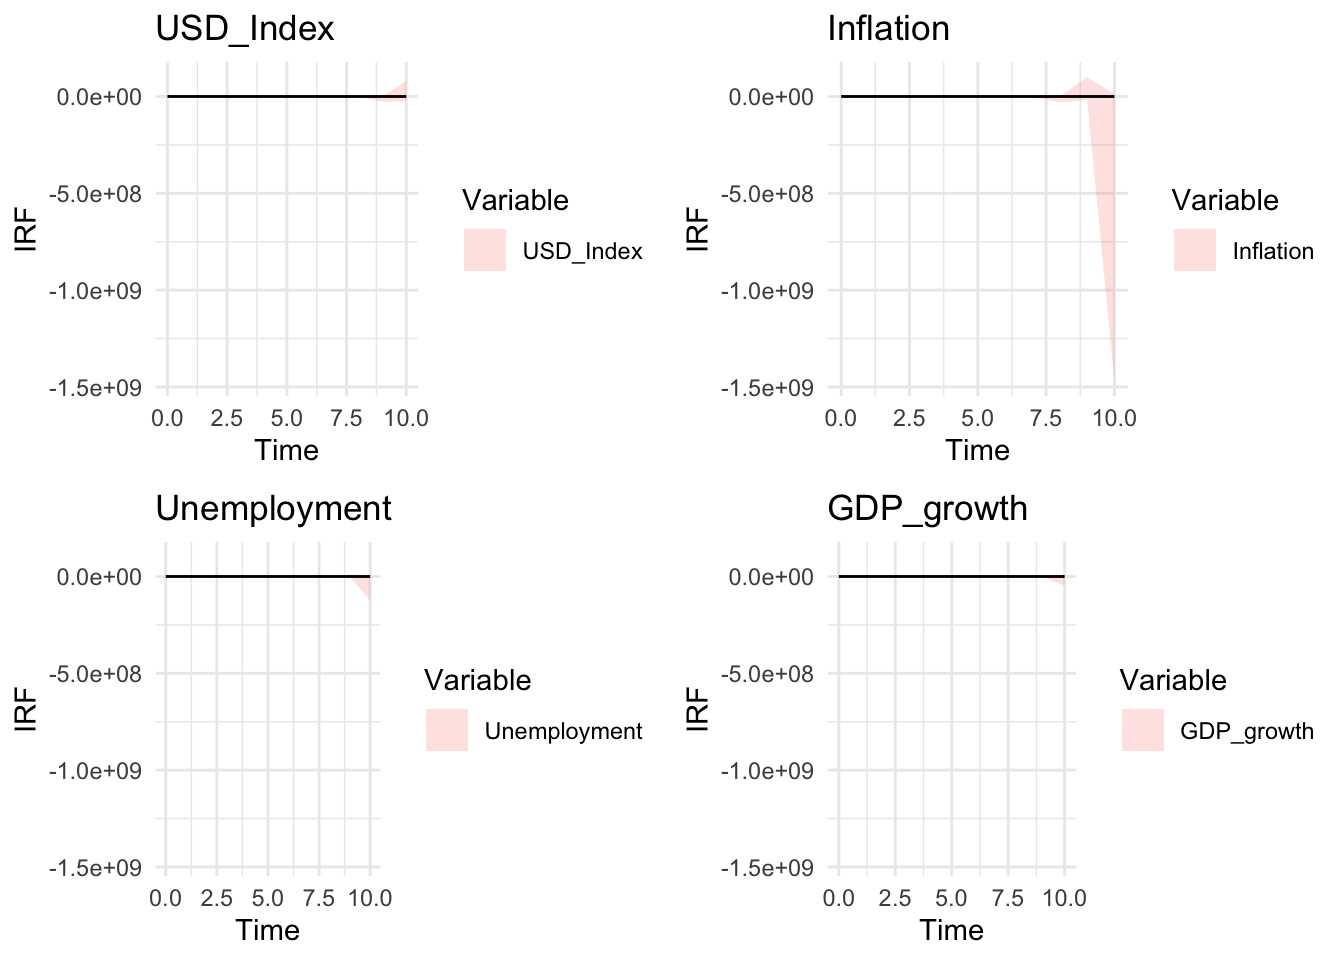 USD_Index
IRF
0.0e+00
-5.0e+08
-1.0e+09
-1.5e+09
0.0 2.5 5.0 7.5 10.0
Time
Variable
USD_Index
Inflation
IRF
0.0e+00
-5.0e+08
-1.0e+09
-1.5e+09
0.0 2.5 5.0 7.5 10.0
Time
Variable
Inflation
Unemployment
IRF
0.0e+00
-5.0e+08
-1.0e+09
-1.5e+09
0.0 2.5 5.0 7.5 10.0
Time
Variable
Unemployment
GDP_growth
IRF
0.0e+00
-5.0e+08
-1.0e+09
-1.5e+09
0.0 2.5 5.0 7.5 10.0
Time
Variable
GDP_growth